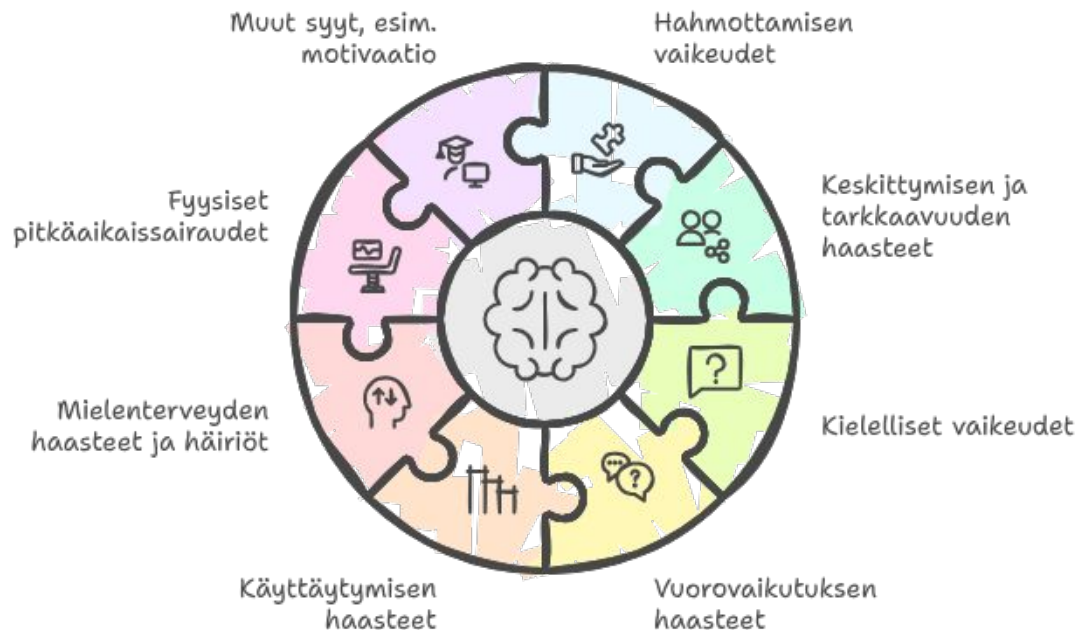 Muut syyt, esim.
motivaatio
Hahmottamisen
vaikeudet
Fyysiset
pitkäaikaissairaudet
Keskittymisen ja
tarkkaavuuden
haasteet
Mielenterveyden
haasteet ja häiriöt
Kielelliset vaikeudet
Käyttäytymisen
haasteet
Vuorovaikutuksen
haasteet